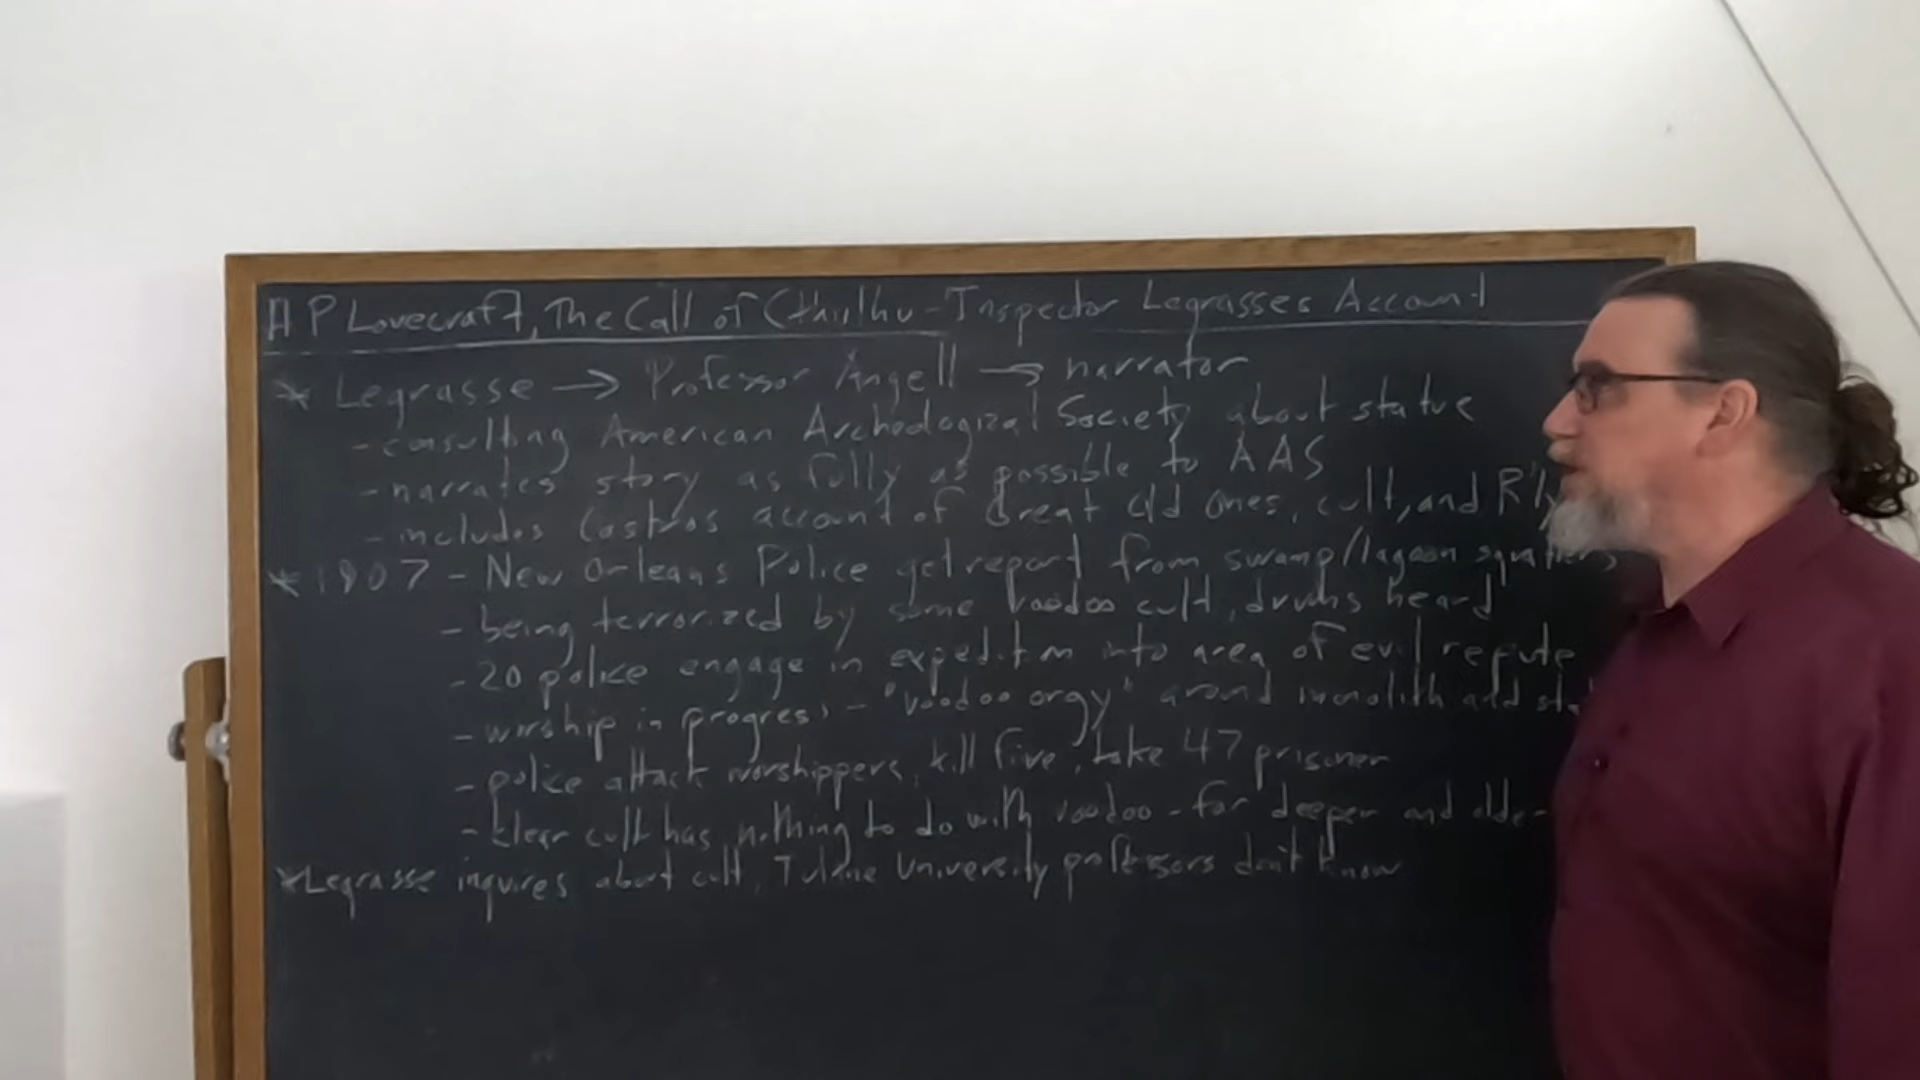 H P Lovecraft, The Call of Cthulhu - Inspector Legrasses Account
* Legrasse → Professor Angell → narrator
- consulting American Archeological Society about statue
- narrates story as fully as possible to AAS
- includes Castros account of Great Old Ones, cult, and R'ly
* 1907 - New Orleans Police get report from swamp/lagoon squatters
- being terrorized by some voodoo cult, drums heard
- 20 police engage in expedition into area of evil repute
- worship in progress - "voodoo orgy" around monolith and sta
- police attack worshippers, kill five, take 47 prisoner
- clear cult has nothing to do with voodoo - far deeper and older
* Legrasse inquires about cult, Tulane University professors don't know